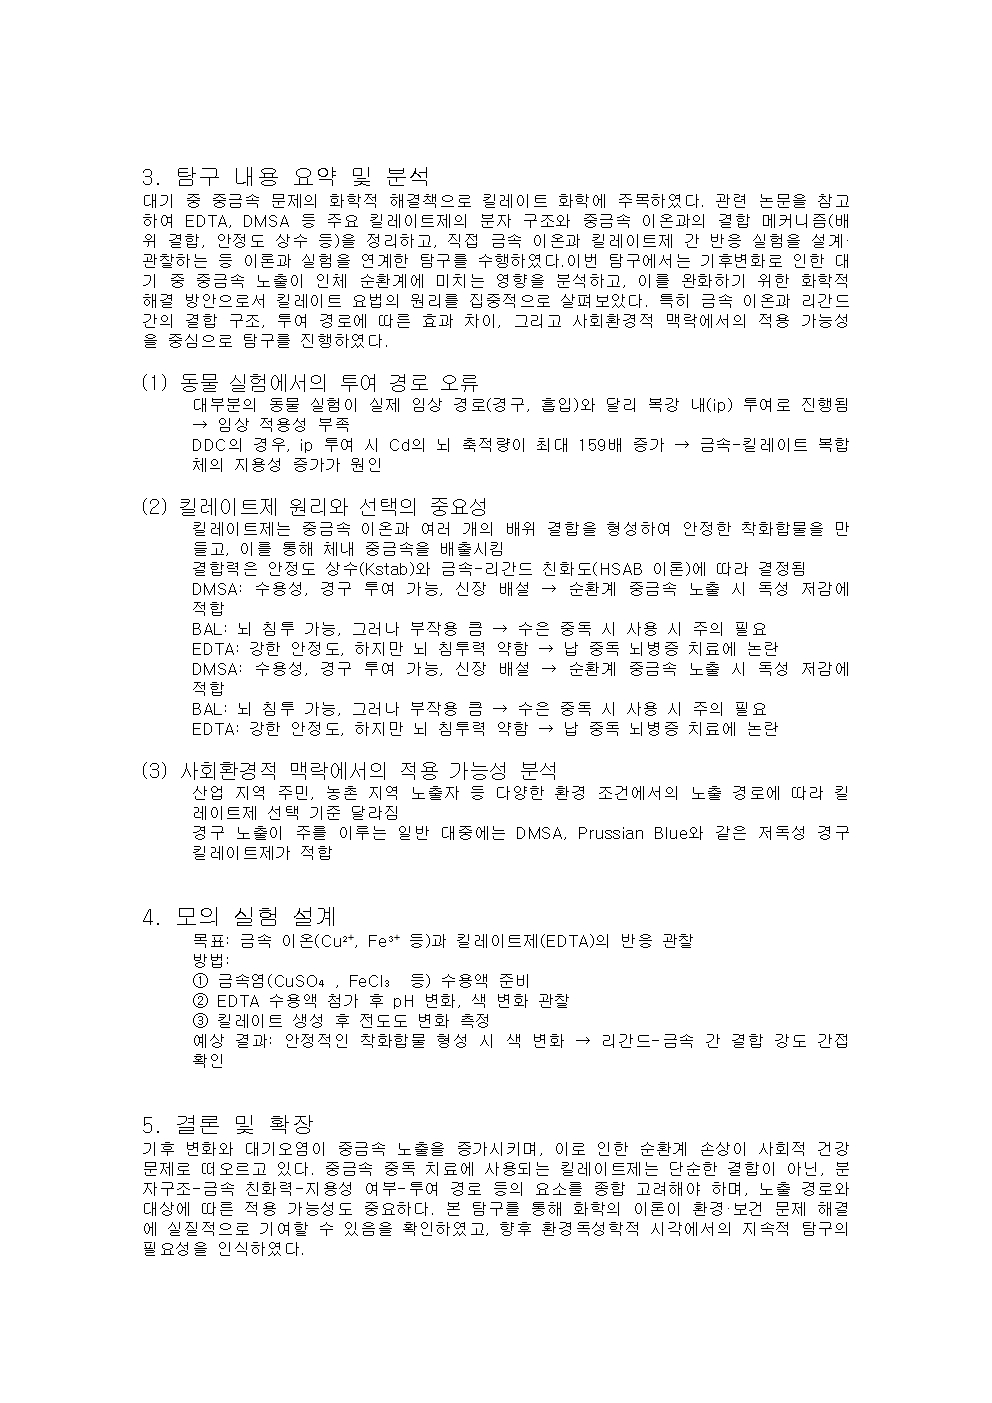 3. 탐구 내용 요약 및 분석
대기 중 중금속 문제의 화학적 해결책으로 킬레이트 화학에 주목하였다. 관련 논문을 참고
하여 EDTA, DMSA 등 주요 킬레이트제의 분자 구조와 중금속 이온과의 결합 메커니즘(배
위 결합, 안정도 상수 등)을 정리하고, 직접 금속 이온과 킬레이트제 간 반응 실험을 설계·
관찰하는 등 이론과 실험을 연계한 탐구를 수행하였다.이번 탐구에서는 기후변화로 인한 대
기 중 중금속 노출이 인체 순환계에 미치는 영향을 분석하고, 이를 완화하기 위한 화학적
해결 방안으로서 킬레이트 요법의 원리를 집중적으로 살펴보았다. 특히 금속 이온과 리간드
간의 결합 구조, 투여 경로에 따른 효과 차이, 그리고 사회환경적 맥락에서의 적용 가능성
을 중심으로 탐구를 진행하였다.
(1) 동물 실험에서의 투여 경로 오류
대부분의 동물 실험이 실제 임상 경로(경구, 흡입)와 달리 복강 내(ip) 투여로 진행됨
→ 임상 적용성 부족
DDC의 경우, ip 투여 시 Cd의 뇌 축적량이 최대 159배 증가 → 금속-킬레이트 복합
체의 지용성 증가가 원인
(2) 킬레이트제 원리와 선택의 중요성
킬레이트제는 중금속 이온과 여러 개의 배위 결합을 형성하여 안정한 착화합물을 만
들고, 이를 통해 체내 중금속을 배출시킴
결합력은 안정도 상수(Kstab)와 금속-리간드 친화도(HSAB 이론)에 따라 결정됨
DMSA: 수용성, 경구 투여 가능, 신장 배설 → 순환계 중금속 노출 시 독성 저감에
적합
BAL: 뇌 침투 가능, 그러나 부작용 큼 → 수은 중독 시 사용 시 주의 필요
EDTA: 강한 안정도, 하지만 뇌 침투력 약함 → 납 중독 뇌병증 치료에 논란
DMSA: 수용성, 경구 투여 가능, 신장 배설 → 순환계 중금속 노출 시 독성 저감에
적합
BAL: 뇌 침투 가능, 그러나 부작용 큼 → 수은 중독 시 사용 시 주의 필요
EDTA: 강한 안정도, 하지만 뇌 침투력 약함 → 납 중독 뇌병증 치료에 논란
(3) 사회환경적 맥락에서의 적용 가능성 분석
산업 지역 주민, 농촌 지역 노출자 등 다양한 환경 조건에서의 노출 경로에 따라 킬
레이트제 선택 기준 달라짐
경구 노출이 주를 이루는 일반 대중에는 DMSA, Prussian Blue와 같은 저독성 경구
킬레이트제가 적합
4. 모의 실험 설계
목표: 금속 이온(Cu²⁺, Fe³⁺ 등)과 킬레이트제(EDTA)의 반응 관찰
방법:
① 금속염(CuSO₄ , FeCl₃ 등) 수용액 준비
② EDTA 수용액 첨가 후 pH 변화, 색 변화 관찰
③ 킬레이트 생성 후 전도도 변화 측정
예상 결과: 안정적인 착화합물 형성 시 색 변화 → 리간드-금속 간 결합 강도 간접
확인
5. 결론 및 확장
기후 변화와 대기오염이 중금속 노출을 증가시키며, 이로 인한 순환계 손상이 사회적 건강
문제로 떠오르고 있다. 중금속 중독 치료에 사용되는 킬레이트제는 단순한 결합이 아닌, 분
자구조-금속 친화력-지용성 여부-투여 경로 등의 요소를 종합 고려해야 하며, 노출 경로와
대상에 따른 적용 가능성도 중요하다. 본 탐구를 통해 화학의 이론이 환경·보건 문제 해결
에 실질적으로 기여할 수 있음을 확인하였고, 향후 환경독성학적 시각에서의 지속적 탐구의
필요성을 인식하였다.